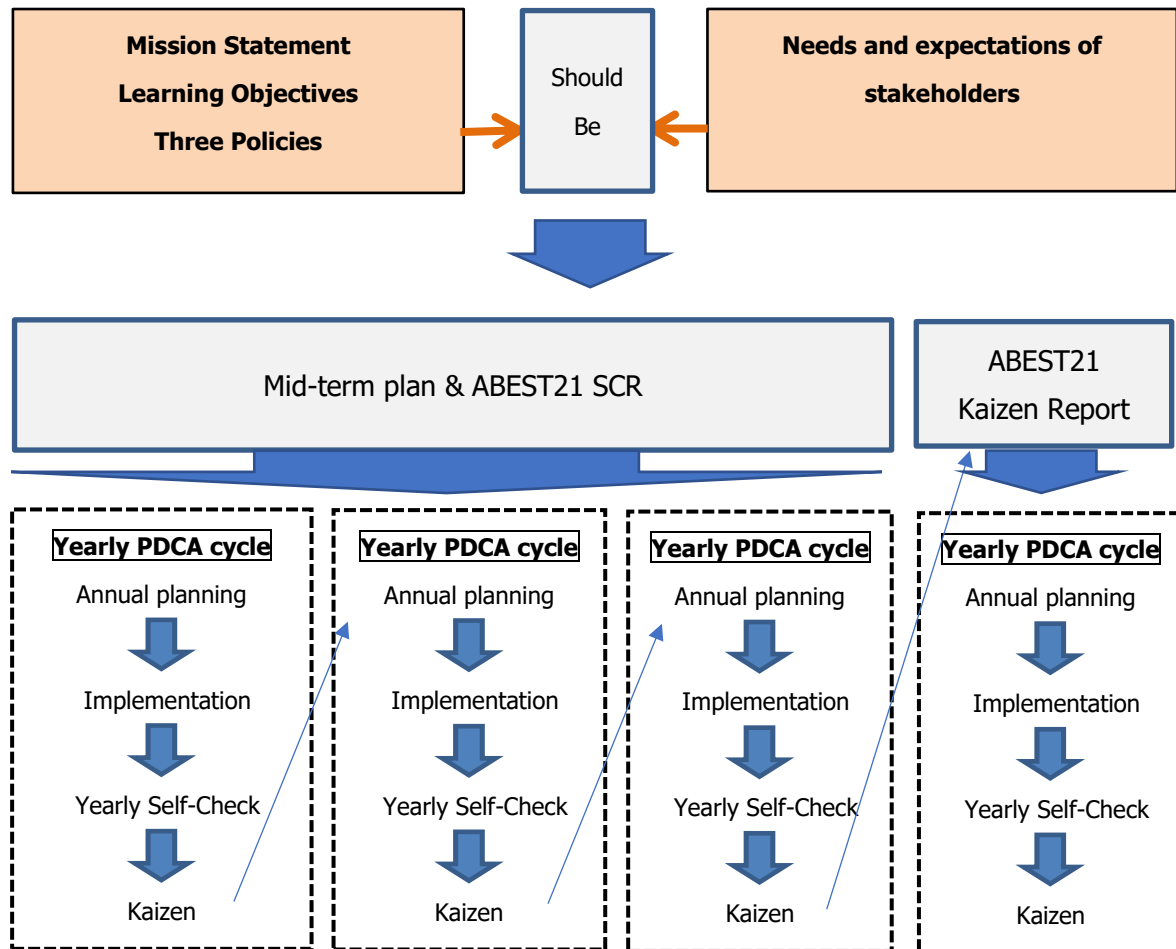 Mission Statement
Learning Objectives
Three Policies
Should
Be
Needs and expectations of
stakeholders
Mid-term plan & ABEST21 SCR
ABEST21
Kaizen Report
Yearly PDCA cycle
Annual planning
Implementation
Yearly Self-Check
Kaizen
Yearly PDCA cycle
Annual planning
Implementation
Yearly Self-Check
Kaizen
Yearly PDCA cycle
Annual planning
Implementation
Yearly Self-Check
Kaizen
Yearly PDCA cycle
Annual planning
Implementation
Yearly Self-Check
Kaizen